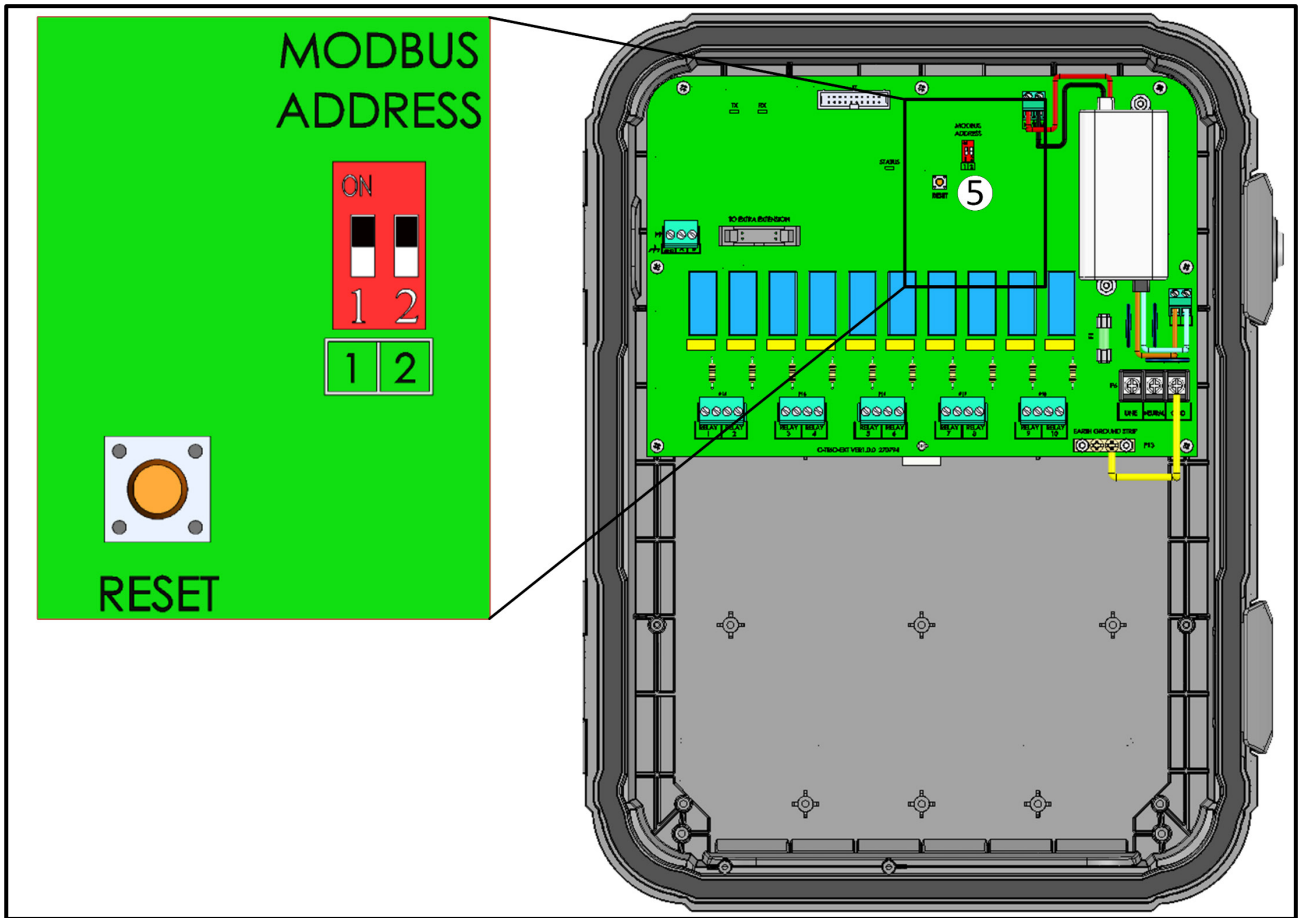 MODBUS
ADDRESS
ON
1 2
1 2
RESET
TX RX
MODBUS
ADDRESS
STATUS
1 2
RESET
5
TO EXTRA EXTENSION
RELAY RELAY
1 2
RELAY RELAY
3 4
RELAY RELAY
5 6
RELAY RELAY
7 8
RELAY RELAY
9 10
LINE NEUTRAL GND
EARTH GROUND STRIP